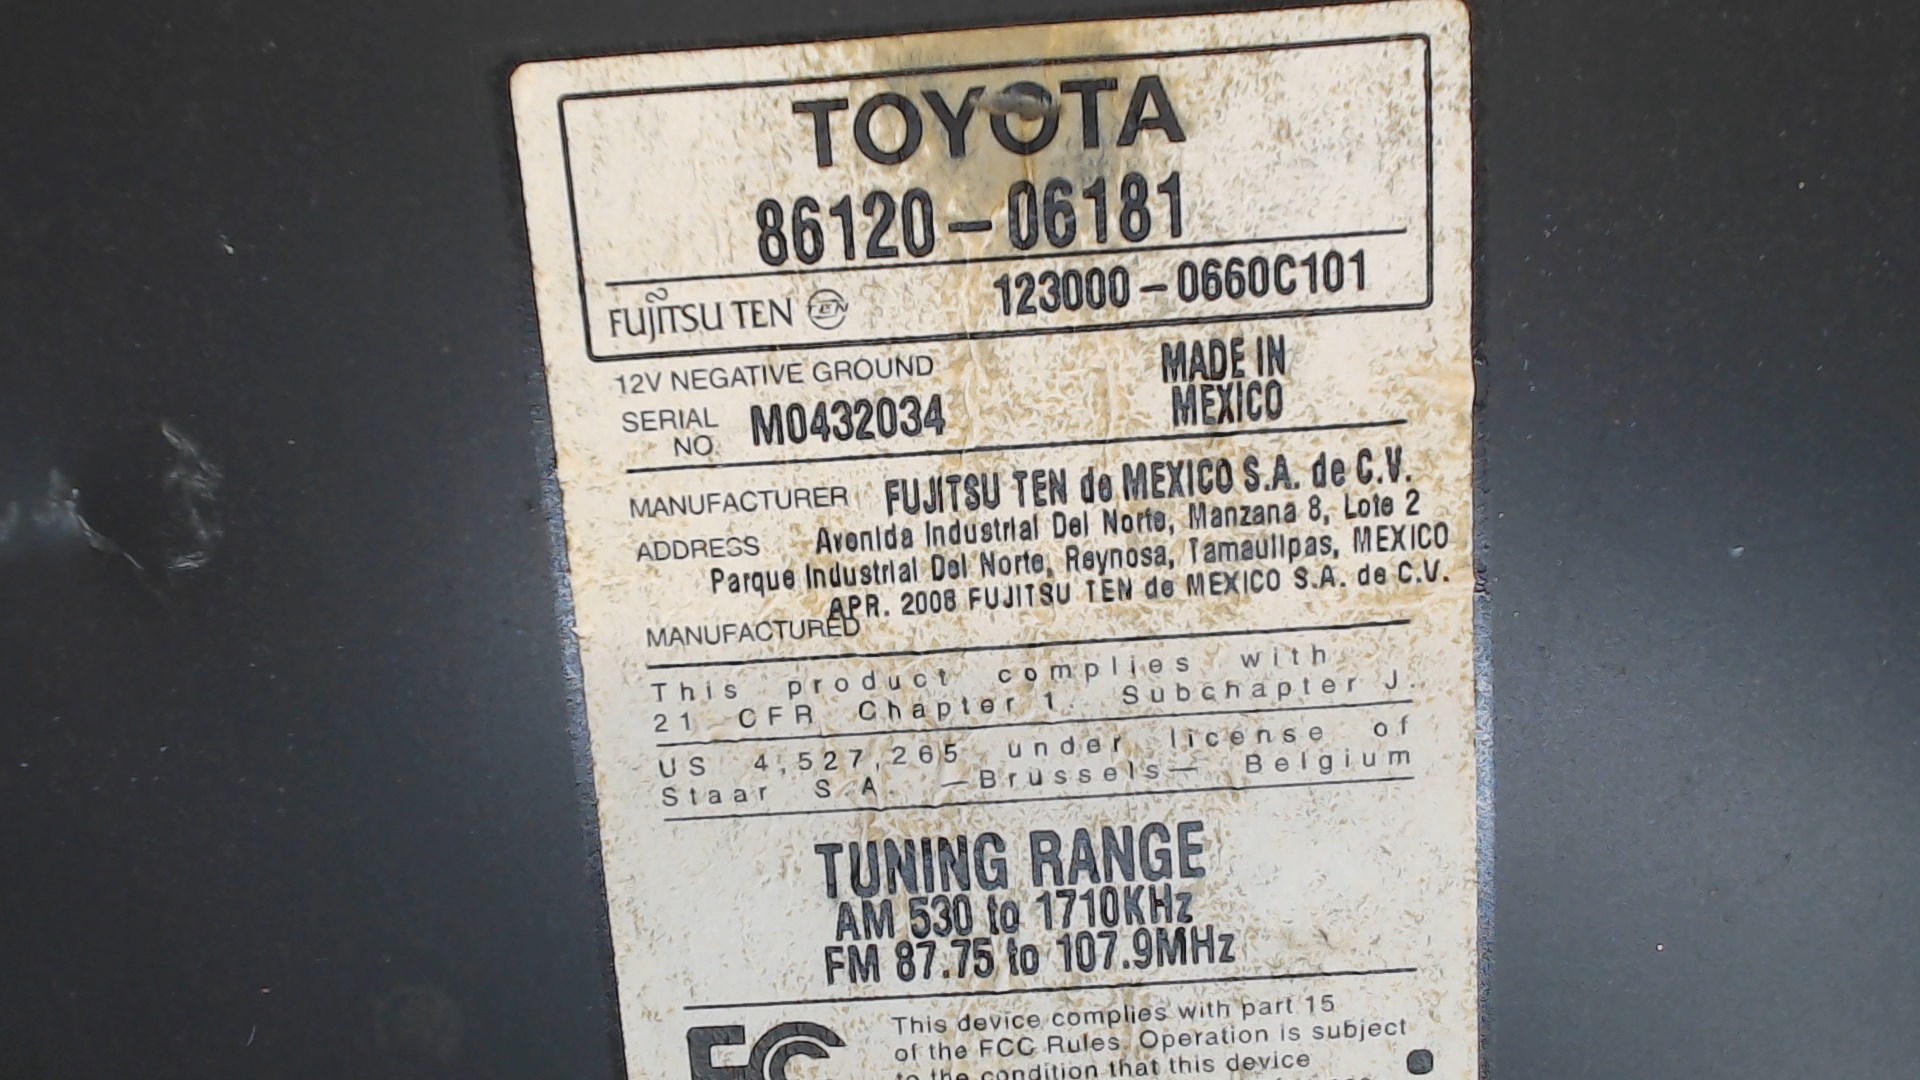 TOYOTA
86120-06181
FUJITSU TEN TEN 123000-0660C101
12V NEGATIVE GROUND
MADE IN
MEXICO
SERIAL
NO. M0432034
MANUFACTURER FUJITSU TEN de MEXICO S.A. de C.V.
ADDRESS Avenida Industrial Del Norte, Manzana 8, Lote 2
Parque Industrial Del Norte, Reynosa, Tamaulipas, MEXICO
APR. 2008 FUJITSU TEN de MEXICO S.A. de C.V.
MANUFACTURED
This product complies with
21 CFR Chapter 1. Subchapter J.
US 4,527,265 under license of
Staar S.A. —Brussels— Belgium
TUNING RANGE
AM 530 to 1710KHz
FM 87.75 to 107.9MHz
FC
This device complies with part 15
of the FCC Rules. Operation is subject
to the condition that this device